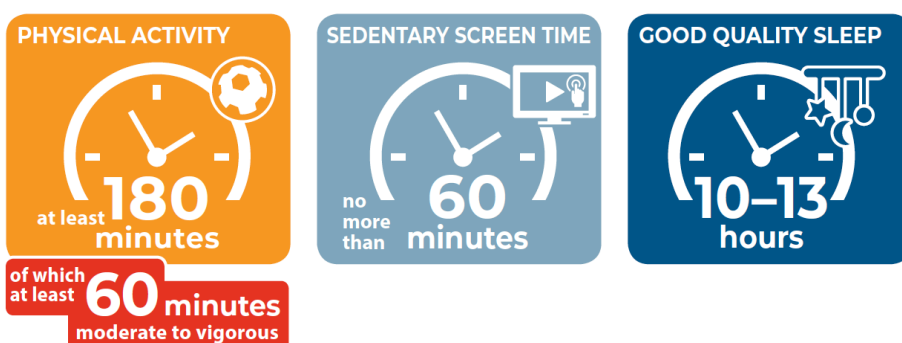 PHYSICAL ACTIVITY
at least 180
minutes
of which
at least 60 minutes
moderate to vigorous
SEDENTARY SCREEN TIME
no
more
than 60
minutes
GOOD QUALITY SLEEP
10–13
hours